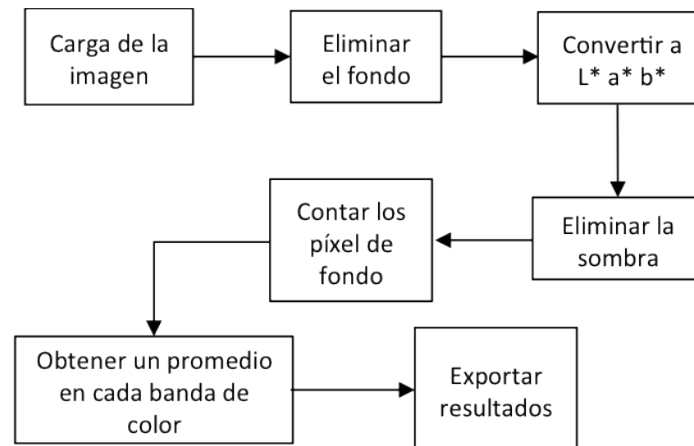 Carga de la
imagen
Eliminar
el fondo
Convertir a
L* a* b*
Eliminar la
sombra
Contar los
píxel de
fondo
Obtener un promedio
en cada banda de
color
Exportar
resultados